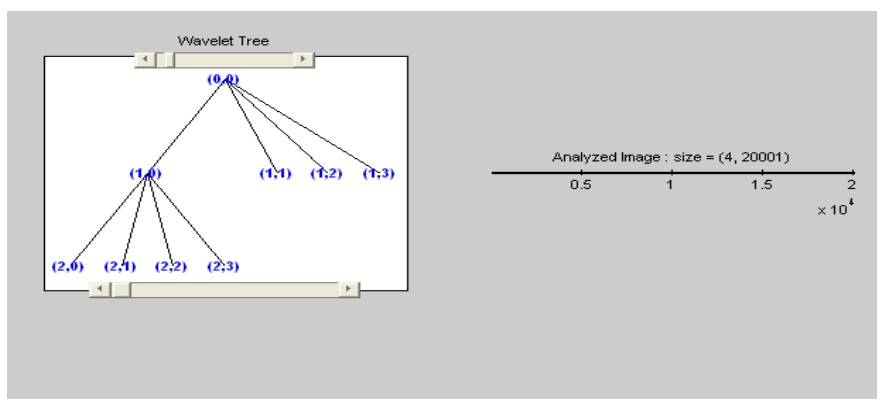 Wavelet Tree
(0,0)
(1,0) (1,1) (1,2) (1,3)
(2,0) (2,1) (2,2) (2,3)
Analyzed Image : size = (4, 20001)
0.5 1 1.5 2
x 10^4